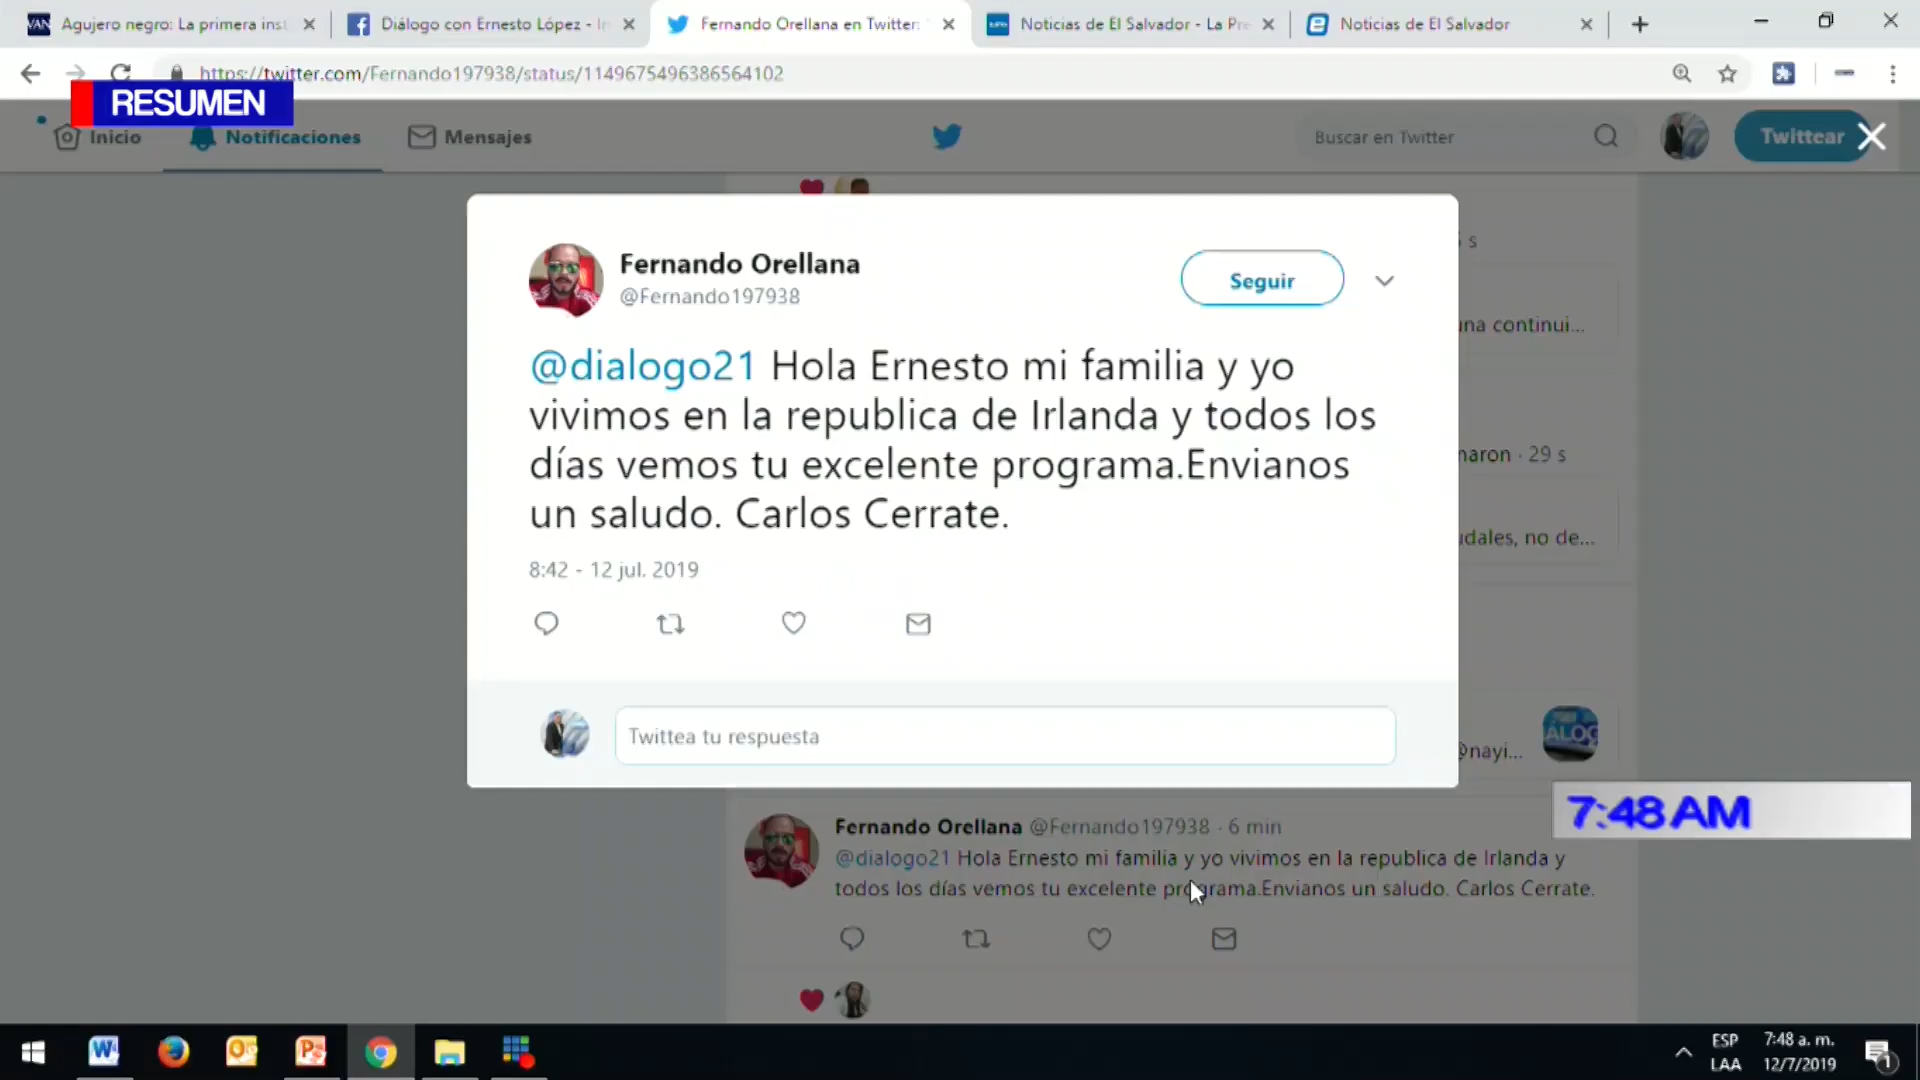 Agujero negro: La primera inst
Diálogo con Ernesto López - In
Fernando Orellana en Twitter:
Noticias de El Salvador - La Pre
Noticias de El Salvador
https://twitter.com/Fernando197938/status/1149675496386564102
RESUMEN
Inicio
Notificaciones
Mensajes
Buscar en Twitter
Twittear
Fernando Orellana
@Fernando197938
Seguir
@dialogo21 Hola Ernesto mi familia y yo
vivimos en la republica de Irlanda y todos los
días vemos tu excelente programa.Envianos
un saludo. Carlos Cerrate.
8:42 - 12 jul. 2019
Twittea tu respuesta
s
una continui...
naron · 29 s
udales, no de...
@nayi...
ÁLOG
7:48 AM
Fernando Orellana @Fernando197938 · 6 min
@dialogo21 Hola Ernesto mi familia y yo vivimos en la republica de Irlanda y
todos los días vemos tu excelente programa.Envianos un saludo. Carlos Cerrate.
ESP
LAA
7:48 a. m.
12/7/2019
1